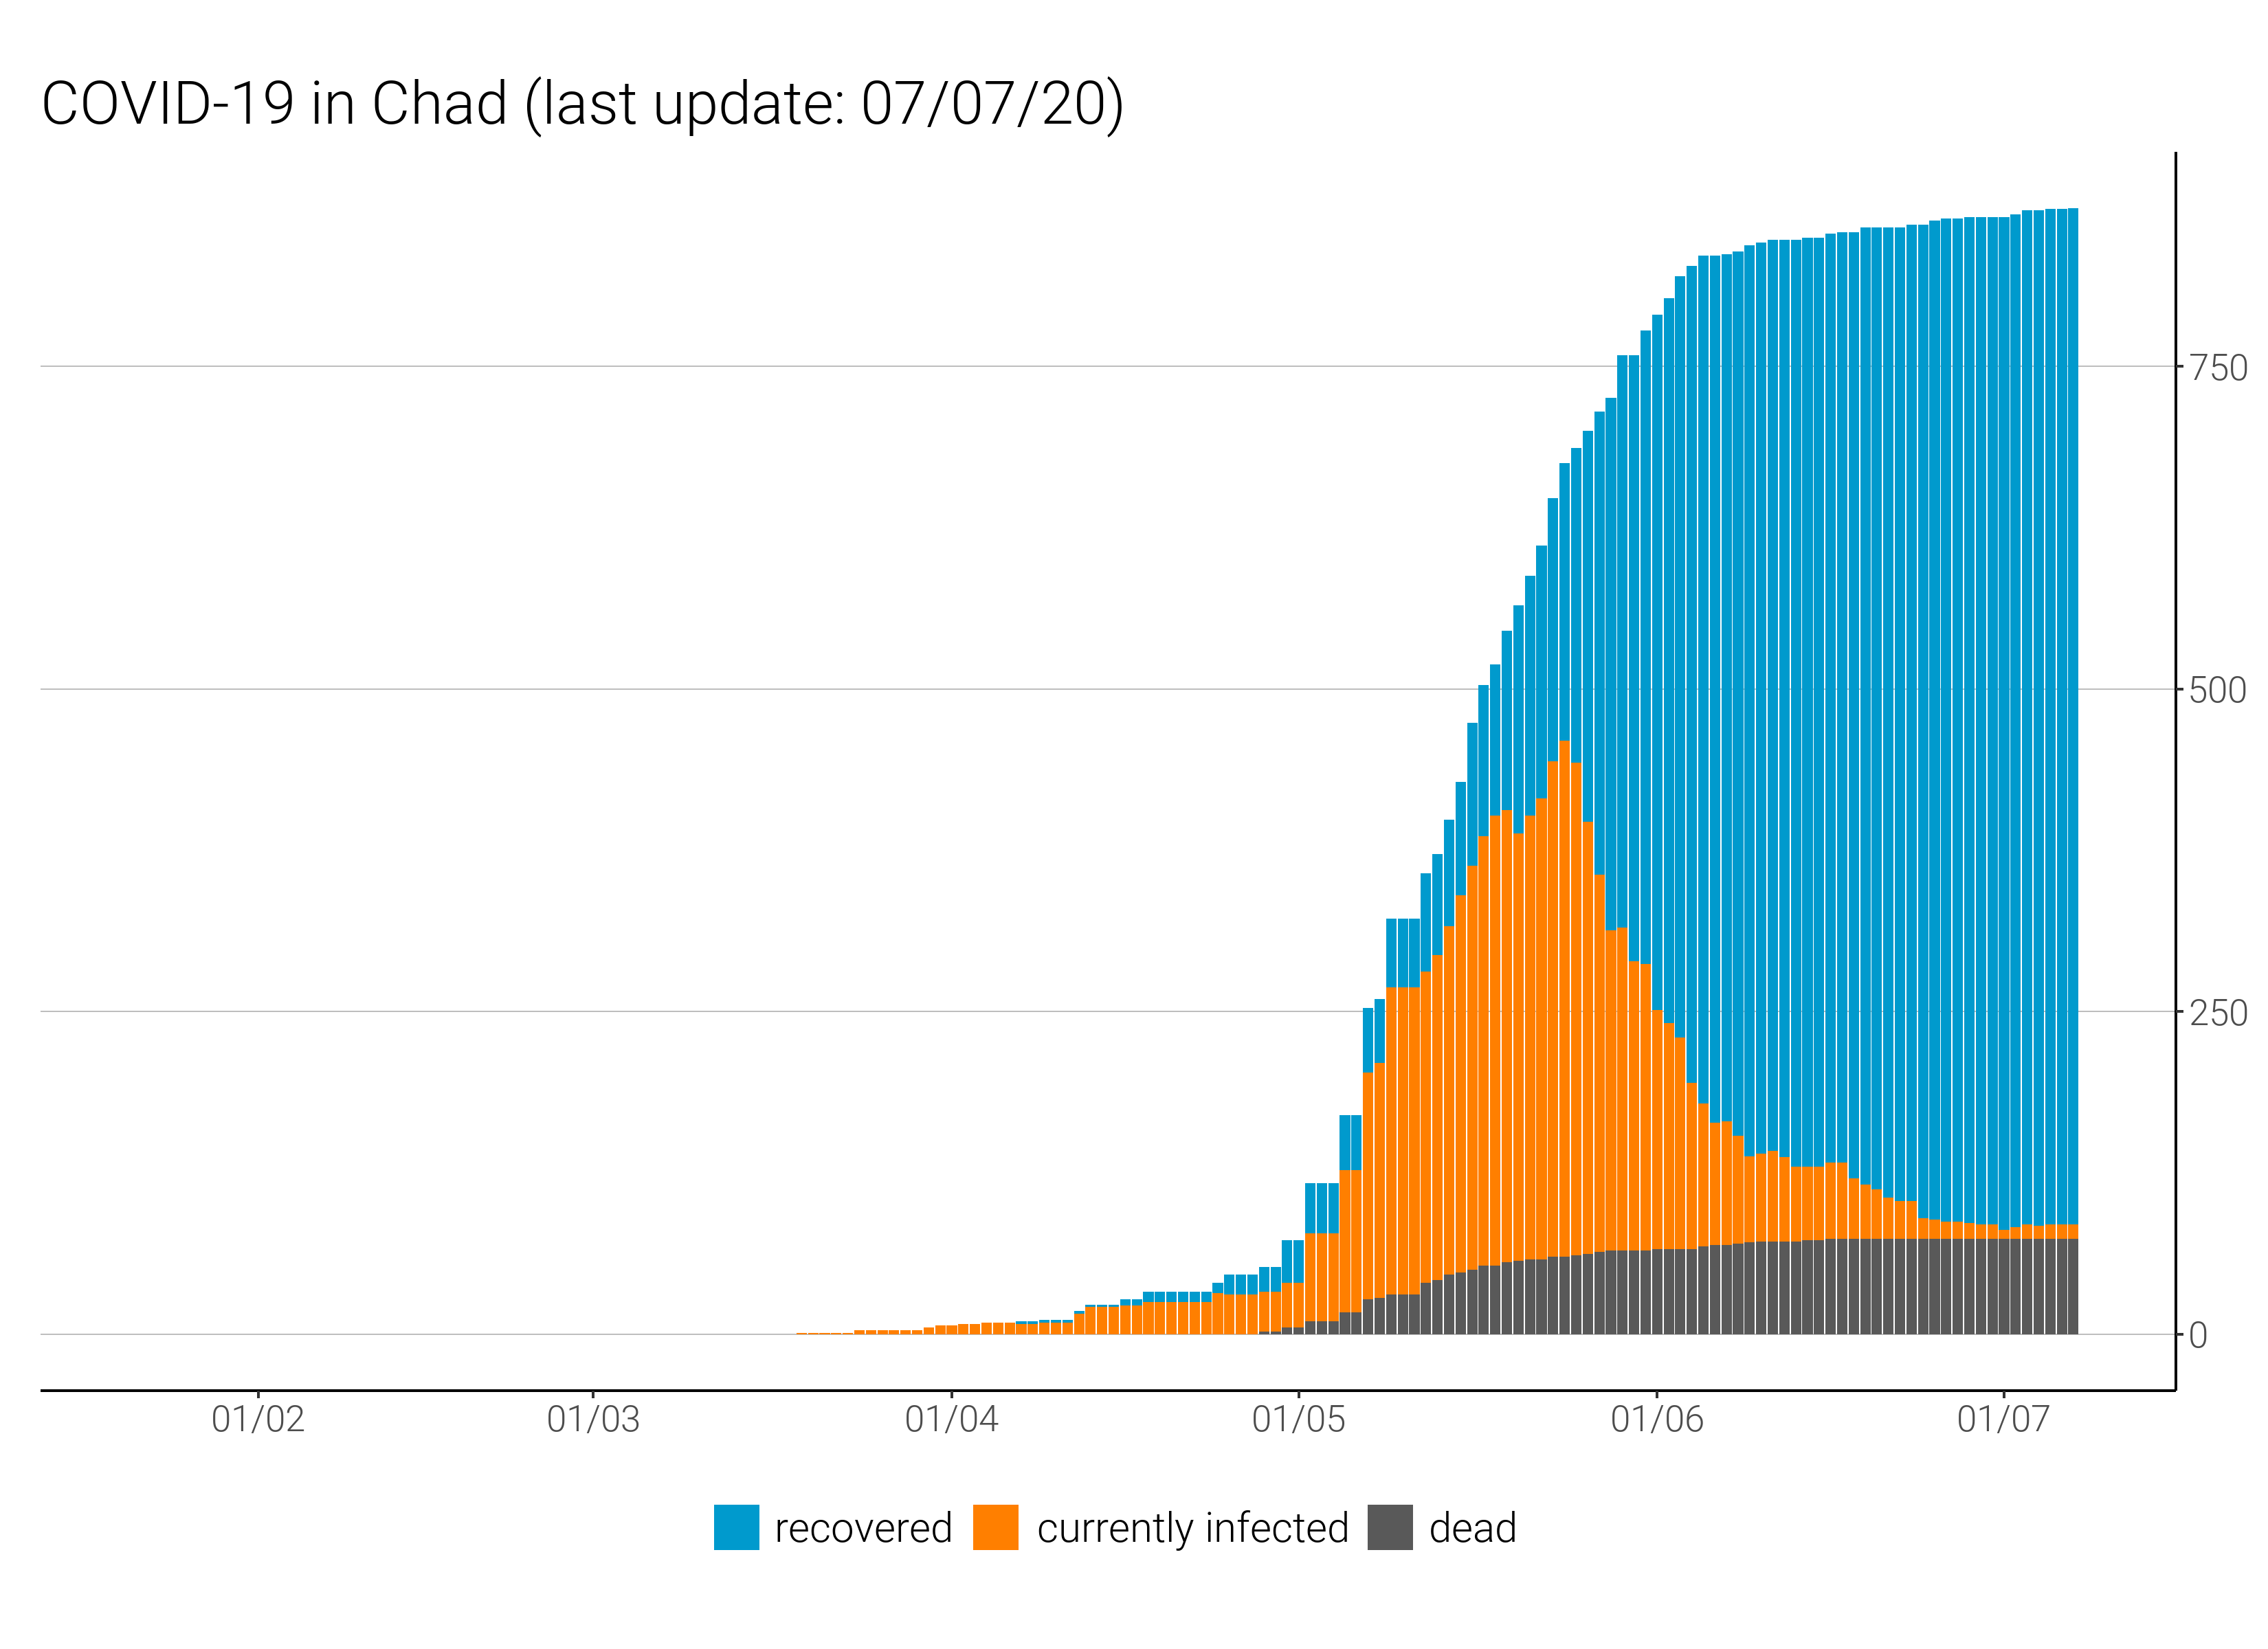 COVID-19 in Chad (last update: 07/07/20)
750
500
250
0
01/02 01/03 01/04 01/05 01/06 01/07
recovered currently infected dead